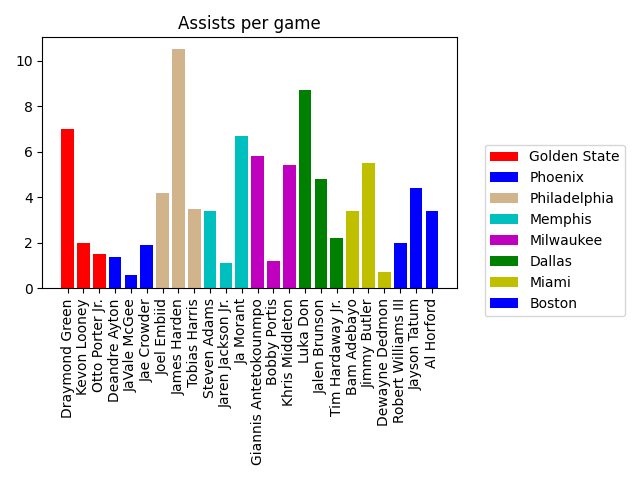 Assists per game
10
8
6
4
2
0
Draymond Green
Kevon Looney
Otto Porter Jr.
Deandre Ayton
JaVale McGee
Jae Crowder
Joel Embiid
James Harden
Tobias Harris
Steven Adams
Jaren Jackson Jr.
Ja Morant
Giannis Antetokounmpo
Bobby Portis
Khris Middleton
Luka Don
Jalen Brunson
Tim Hardaway Jr.
Bam Adebayo
Jimmy Butler
Dewayne Dedmon
Robert Williams III
Jayson Tatum
Al Horford
Golden State
Phoenix
Philadelphia
Memphis
Milwaukee
Dallas
Miami
Boston